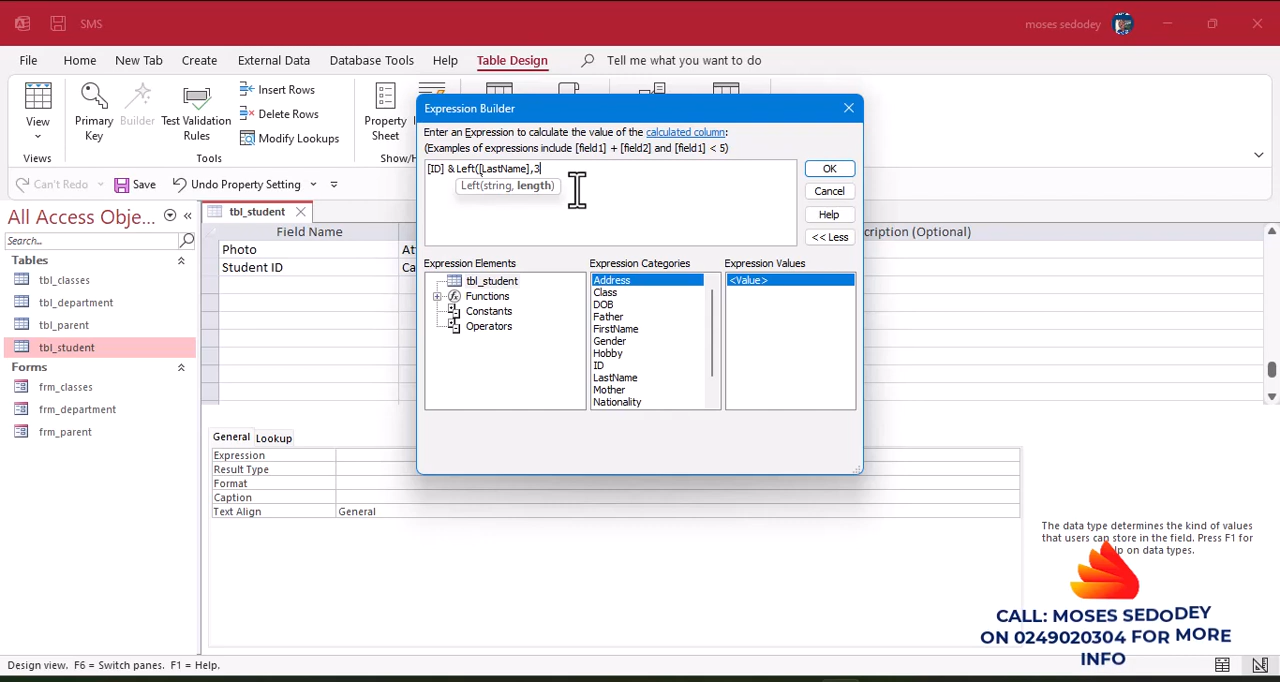 SMS
moses sedodey
File Home New Tab Create External Data Database Tools Help Table Design Tell me what you want to do
View
Primary Key
Builder
Test Validation Rules
Insert Rows
Delete Rows
Modify Lookups
Property Sheet
Views
Tools
Show/
Can't Redo Save Undo Property Setting
All Access Obje...
Search...
Tables
tbl_classes
tbl_department
tbl_parent
tbl_student
Forms
frm_classes
frm_department
frm_parent
tbl_student
Field Name
cription (Optional)
Photo At
Student ID Ca
Expression Builder
Enter an Expression to calculate the value of the calculated column:
(Examples of expressions include [field1] + [field2] and [field1] < 5)
[ID] & Left([LastName],3
Left(string, length)
OK
Cancel
Help
<< Less
Expression Elements
tbl_student
Functions
Constants
Operators
Expression Categories
Address
Class
DOB
Father
FirstName
Gender
Hobby
ID
LastName
Mother
Nationality
Expression Values
<Value>
General Lookup
Expression
Result Type
Format
Caption
Text Align General
The data type determines the kind of values
that users can store in the field. Press F1 for
lp on data types.
CALL: MOSES SEDODEY
ON 0249020304 FOR MORE
INFO
Design view. F6 = Switch panes. F1 = Help.